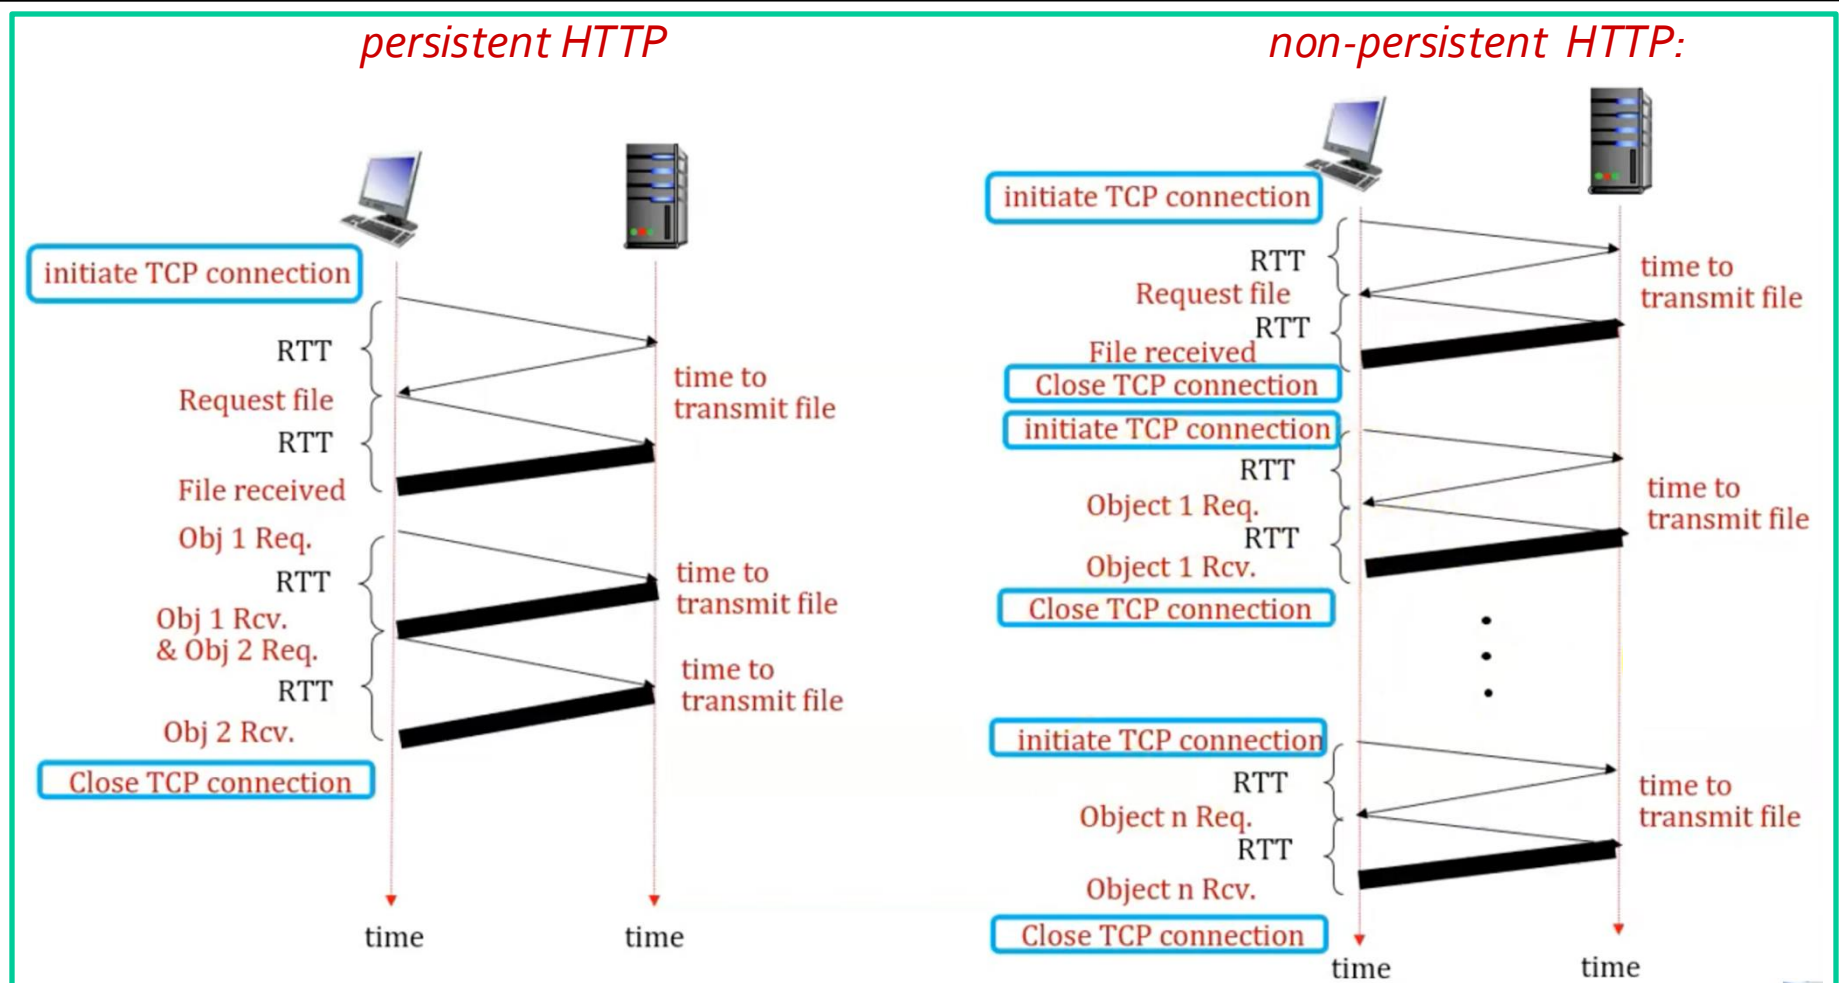 persistent HTTP
initiate TCP connection
RTT
Request file
RTT
File received
time to
transmit file
Obj 1 Req.
RTT
Obj 1 Rcv.
& Obj 2 Req.
time to
transmit file
RTT
Obj 2 Rcv.
time to
transmit file
Close TCP connection
time
time
non-persistent HTTP:
initiate TCP connection
RTT
Request file
RTT
File received
time to
transmit file
Close TCP connection
initiate TCP connection
RTT
Object 1 Req.
RTT
Object 1 Rcv.
time to
transmit file
Close TCP connection
initiate TCP connection
RTT
Object n Req.
RTT
Object n Rcv.
time to
transmit file
Close TCP connection
time
time